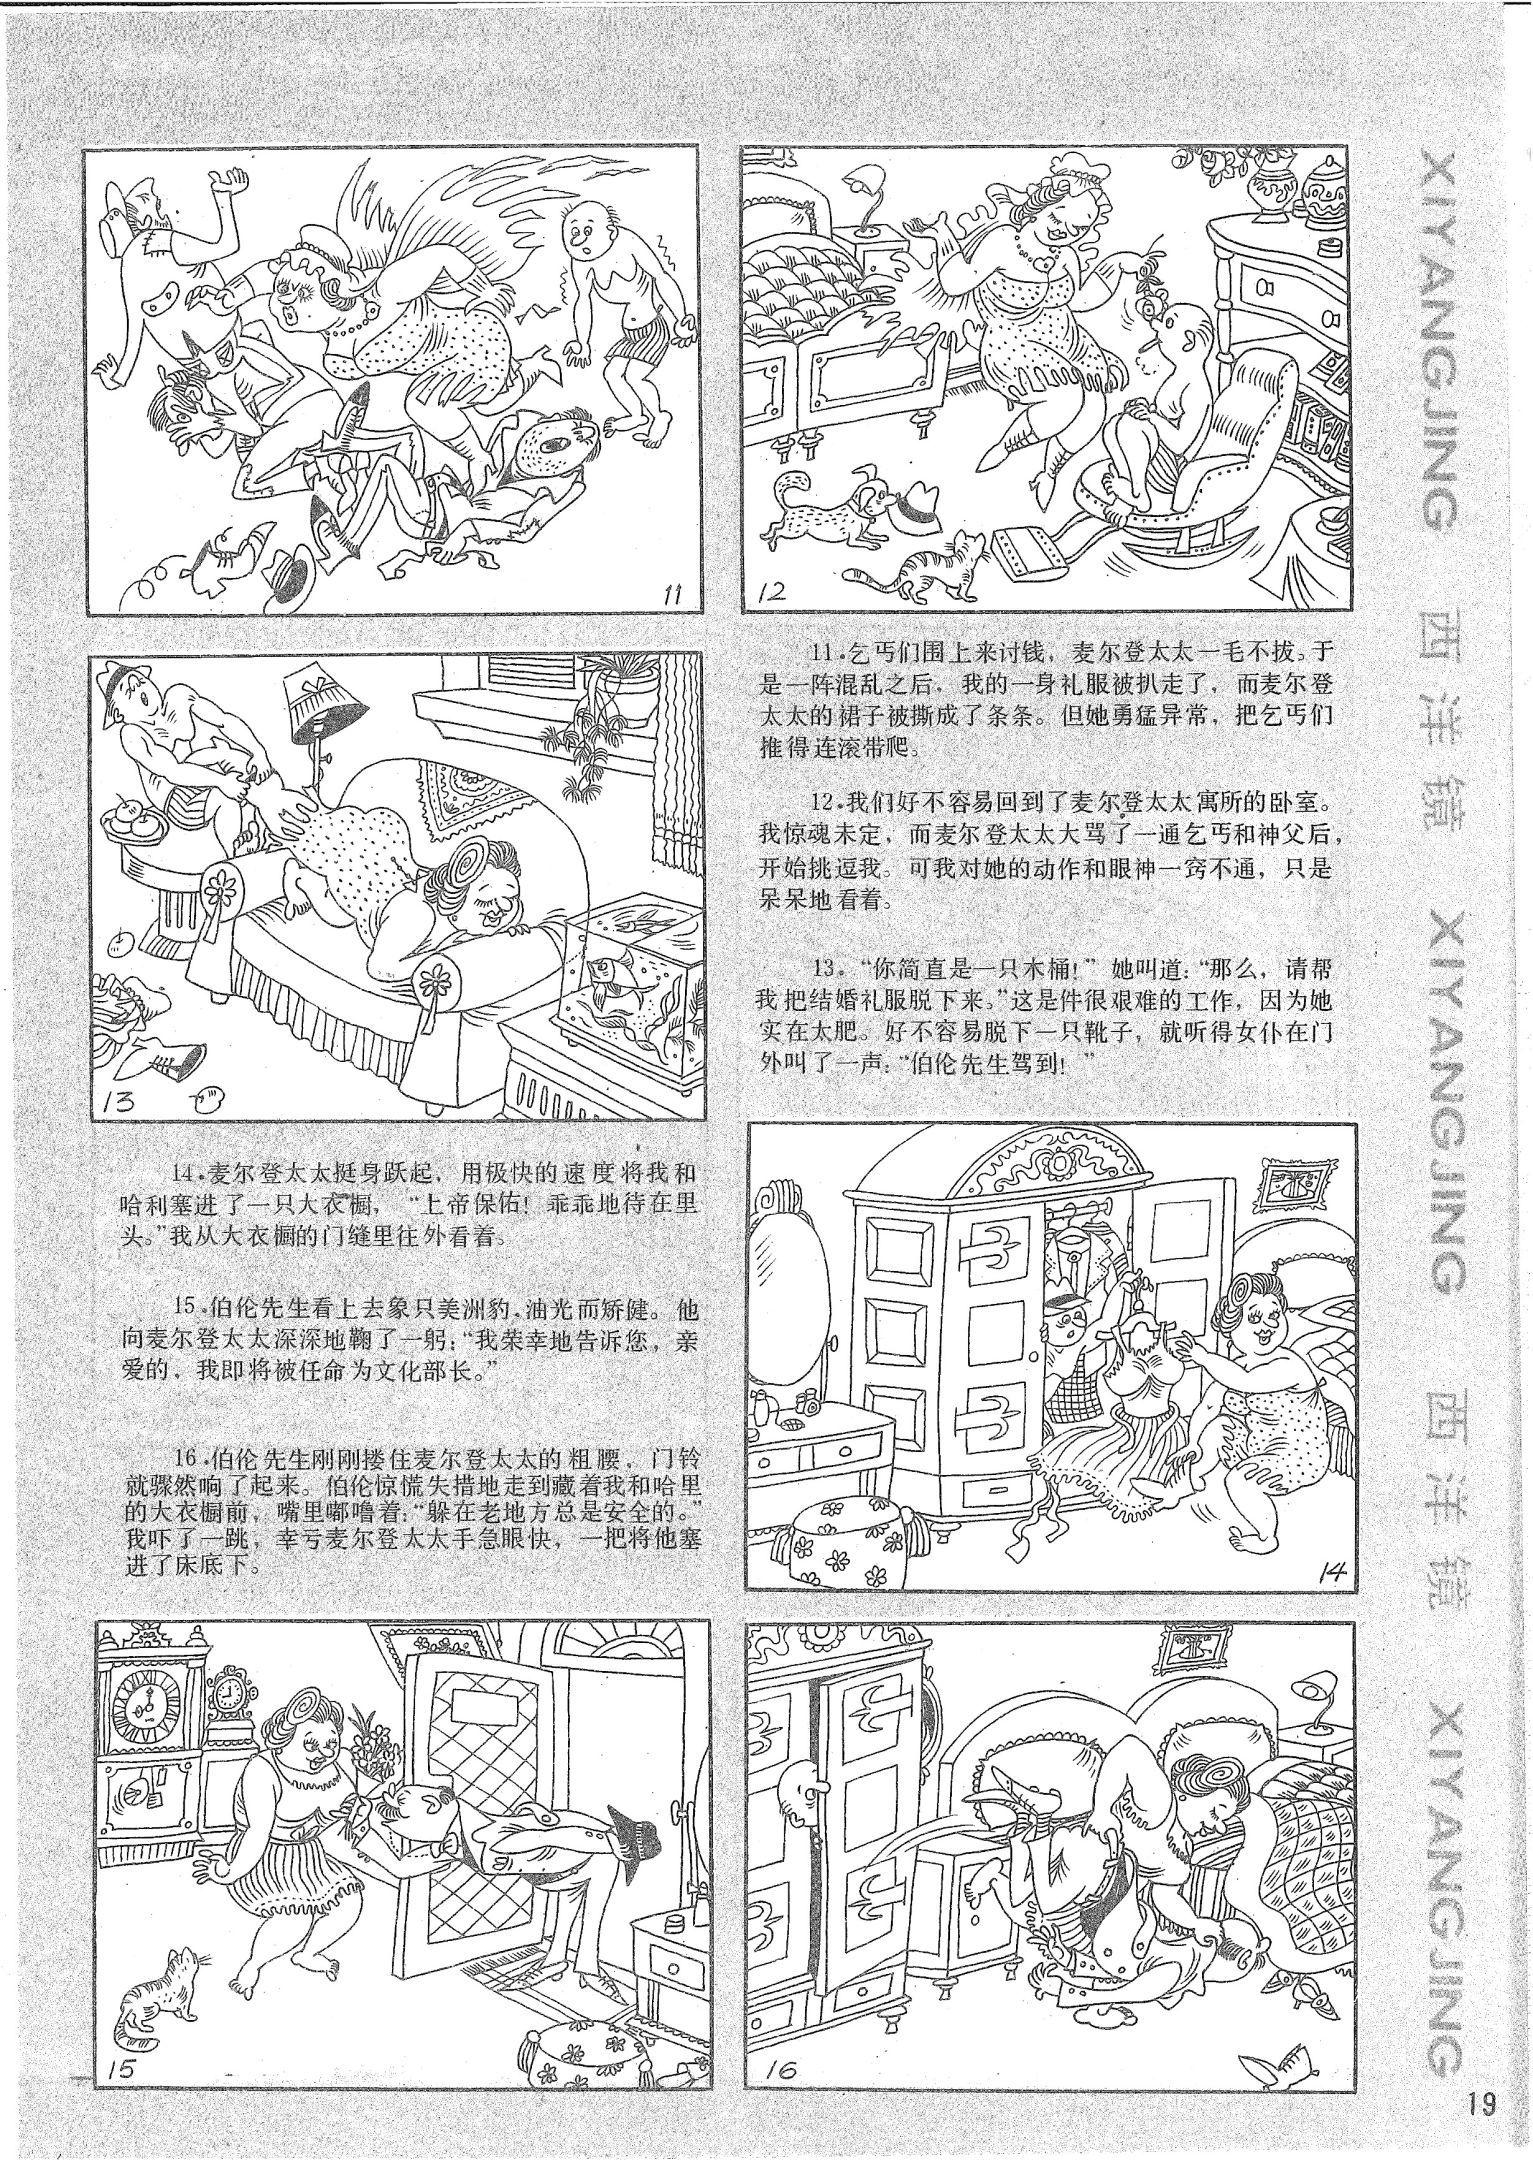 11
12
11.乞丐们围上来讨钱，麦尔登太太一毛不拔。于
是一阵混乱之后，我的一身礼服被扒走了，而麦尔登
太太的裙子被撕成了条条。但她勇猛异常，把乞丐们
推得连滚带爬。
12.我们好不容易回到了麦尔登太太寓所的卧室。
我惊魂未定，而麦尔登太太大骂了一通乞丐和神父后，
开始挑逗我。可我对她的动作和眼神一窍不通，只是
呆呆地看着。
13。“你简直是一只木桶！”她叫道：“那么，请帮
我把结婚礼服脱下来。”这是件很艰难的工作，因为她
实在太肥。好不容易脱下一只靴子，就听得女仆在门
外叫了一声：“伯伦先生驾到！”
13
14.麦尔登太太挺身跃起，用极快的速度将我和
哈利塞进了一只大衣橱，“上帝保佑！乖乖地待在里
头。”我从大衣橱的门缝里往外看着。
15.伯伦先生看上去象只美洲豹，油光而矫健。他
向麦尔登太太深深地鞠了一躬：“我荣幸地告诉您，亲
爱的，我即将被任命为文化部长。”
16.伯伦先生刚刚搂住麦尔登太太的粗腰，门铃
就骤然响了起来。伯伦惊慌失措地走到藏着我和哈里
的大衣橱前，嘴里嘟噜着：“躲在老地方总是安全的。”
我吓了一跳，幸亏麦尔登太太手急眼快，一把将他塞
进了床底下。
14
15
16
XIYANGJING 西洋镜 XIYANGJING 西洋镜 XIYANGJING
19